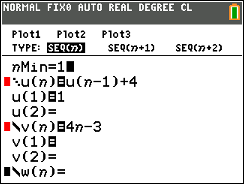 NORMAL FIX0 AUTO REAL DEGREE CL
Plot1 Plot2 Plot3
TYPE: SEQ(n) SEQ(n+1) SEQ(n+2)
nMin=1
u(n)=u(n-1)+4
u(1)=1
u(2)=
v(n)=4n-3
v(1)=
v(2)=
w(n)=